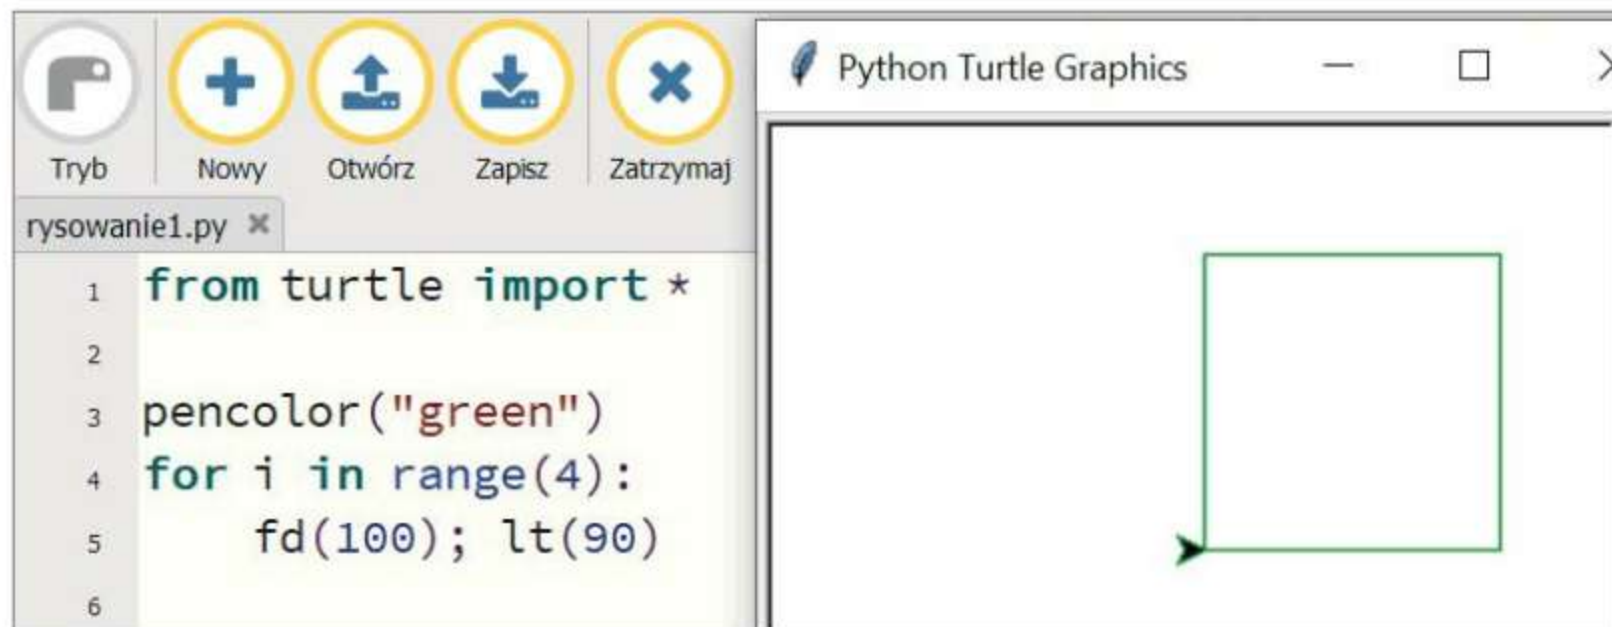 Tryb Nowy Otwórz Zapisz Zatrzymaj
rysowanie1.py
1 from turtle import *
2
3 pencolor("green")
4 for i in range(4):
5     fd(100); lt(90)
6
Python Turtle Graphics